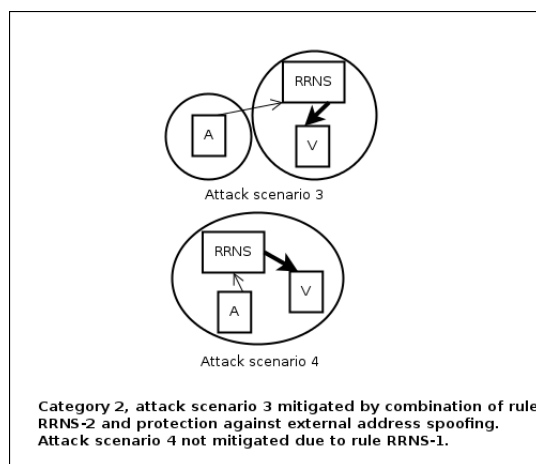 RRNS
A
V
Attack scenario 3
RRNS
V
A
Attack scenario 4
Category 2, attack scenario 3 mitigated by combination of rule
RRNS-2 and protection against external address spoofing.
Attack scenario 4 not mitigated due to rule RRNS-1.